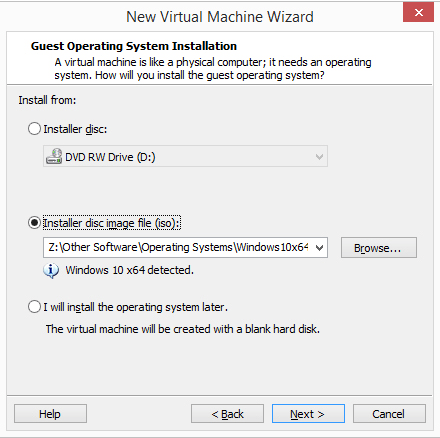 New Virtual Machine Wizard
Guest Operating System Installation
A virtual machine is like a physical computer; it needs an operating
system. How will you install the guest operating system?
Install from:
Installer disc:
DVD RW Drive (D:)
Installer disc image file (iso):
Z:\Other Software\Operating Systems\Windows10x64
Browse...
Windows 10 x64 detected.
I will install the operating system later.
The virtual machine will be created with a blank hard disk.
Help
< Back
Next >
Cancel